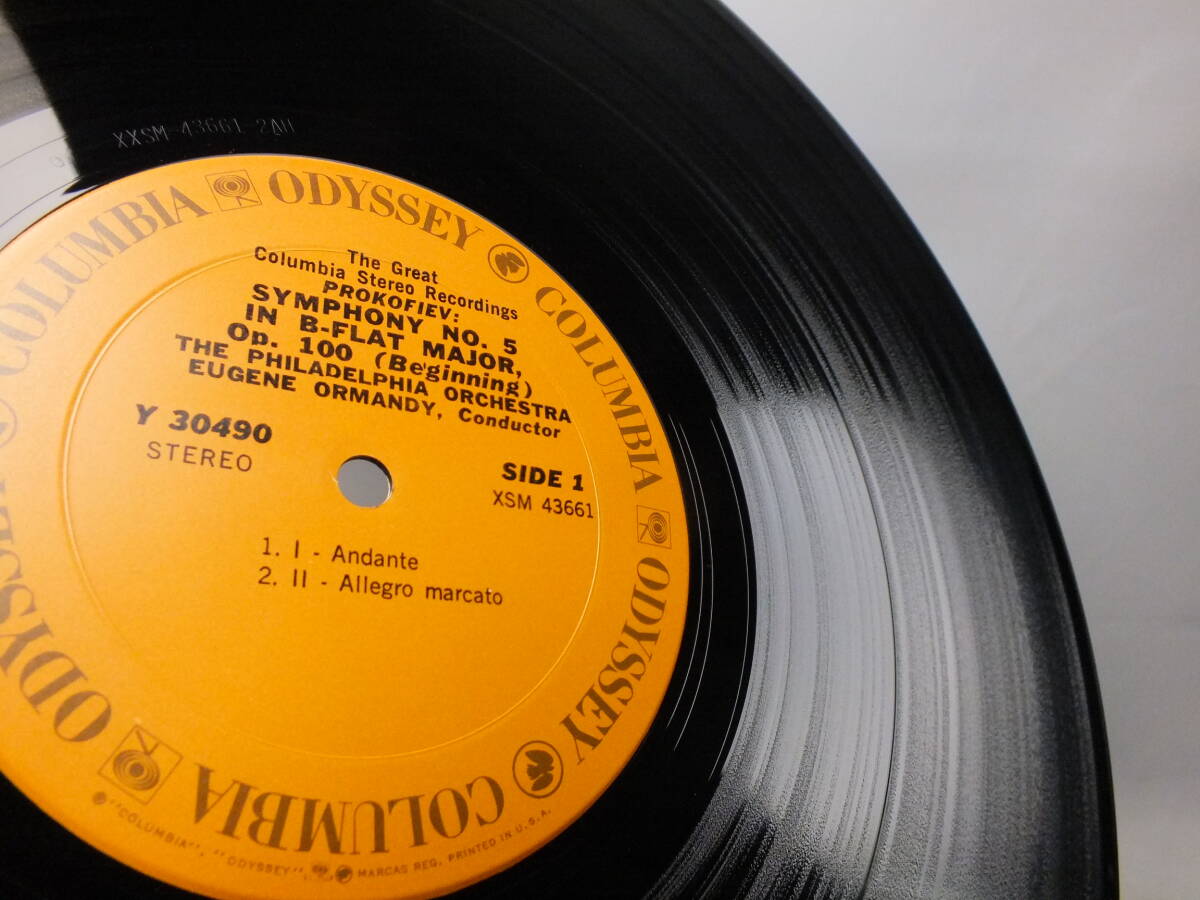 XXSM-43661-2AH
COLUMBIA ODYSSEY COLUMBIA ODYSSEY COLUMBIA ODYSSEY COLUMBIA
The Great
Columbia Stereo Recordings
PROKOFIEV:
SYMPHONY NO. 5
IN B-FLAT MAJOR,
Op. 100 (Beginning)
THE PHILADELPHIA ORCHESTRA
EUGENE ORMANDY, Conductor
Y 30490
STEREO
SIDE 1
XSM 43661
1. I - Andante
2. II - Allegro marcato
"COLUMBIA", "ODYSSEY", MARCAS REG. PRINTED IN U.S.A.